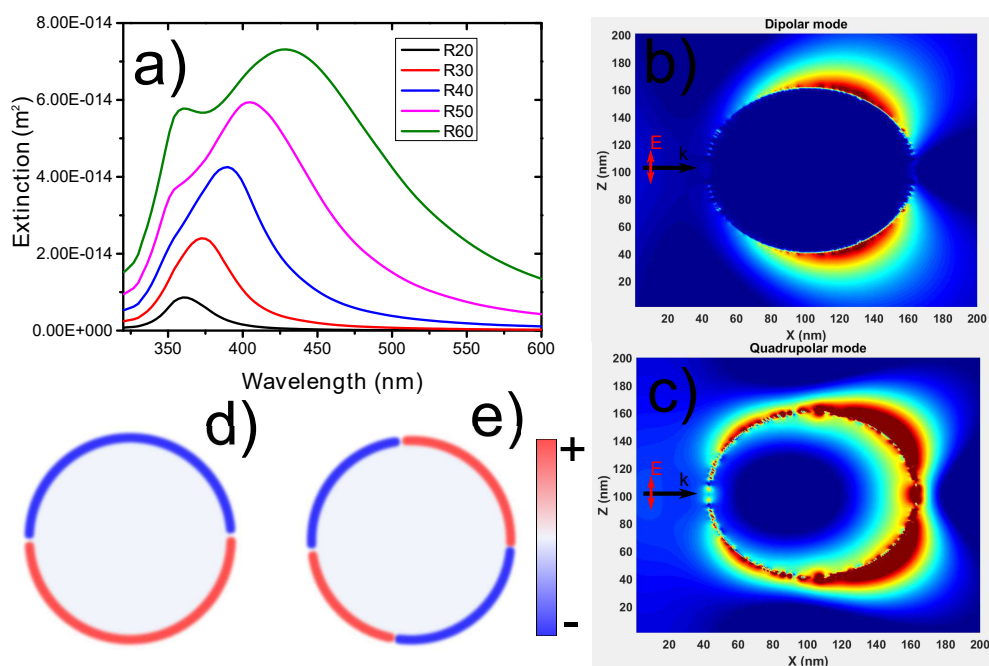 a)
Extinction (m²)
8.00E-014
6.00E-014
4.00E-014
2.00E-014
0.00E+000
R20
R30
R40
R50
R60
350 400 450 500 550 600
Wavelength (nm)
Dipolar mode
b)
Z (nm)
200
180
160
140
120
100
80
60
40
20
E
k
20 40 60 80 100 120 140 160 180 200
X (nm)
Quadrupolar mode
c)
Z (nm)
200
180
160
140
120
100
80
60
40
20
E
k
20 40 60 80 100 120 140 160 180 200
X (nm)
d)
e)
+
-